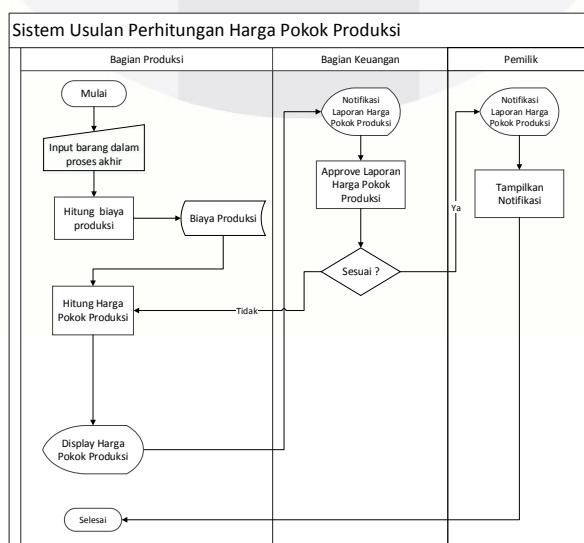 Sistem Usulan Perhitungan Harga Pokok Produksi
Bagian Produksi
Bagian Keuangan
Pemilik
Mulai
Input barang dalam
proses akhir
Hitung biaya
produksi
Biaya Produksi
Hitung Harga
Pokok Produksi
Display Harga
Pokok Produksi
Selesai
Notifikasi
Laporan Harga
Pokok Produksi
Approve Laporan
Harga Pokok
Produksi
Sesuai ?
Tidak
Ya
Notifikasi
Laporan Harga
Pokok Produksi
Tampilkan
Notifikasi